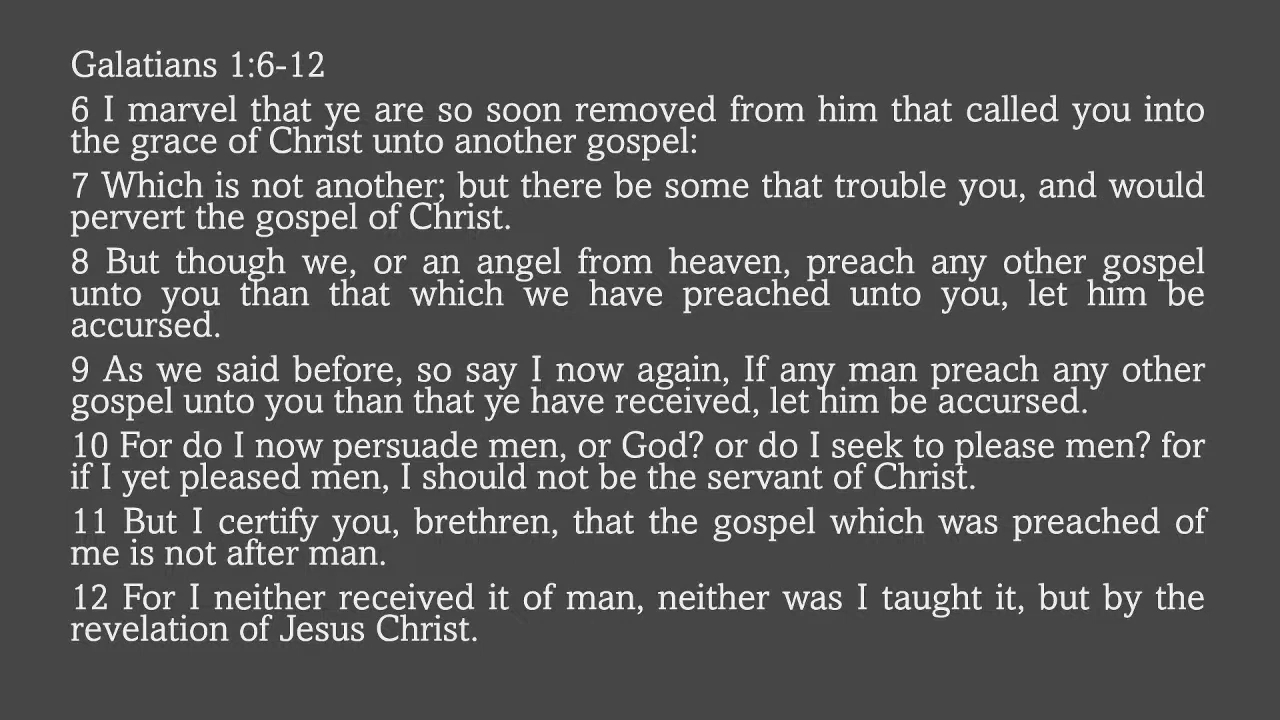 Galatians 1:6-12
6 I marvel that ye are so soon removed from him that called you into
the grace of Christ unto another gospel:
7 Which is not another; but there be some that trouble you, and would
pervert the gospel of Christ.
8 But though we, or an angel from heaven, preach any other gospel
unto you than that which we have preached unto you, let him be
accursed.
9 As we said before, so say I now again, If any man preach any other
gospel unto you than that ye have received, let him be accursed.
10 For do I now persuade men, or God? or do I seek to please men? for
if I yet pleased men, I should not be the servant of Christ.
11 But I certify you, brethren, that the gospel which was preached of
me is not after man.
12 For I neither received it of man, neither was I taught it, but by the
revelation of Jesus Christ.